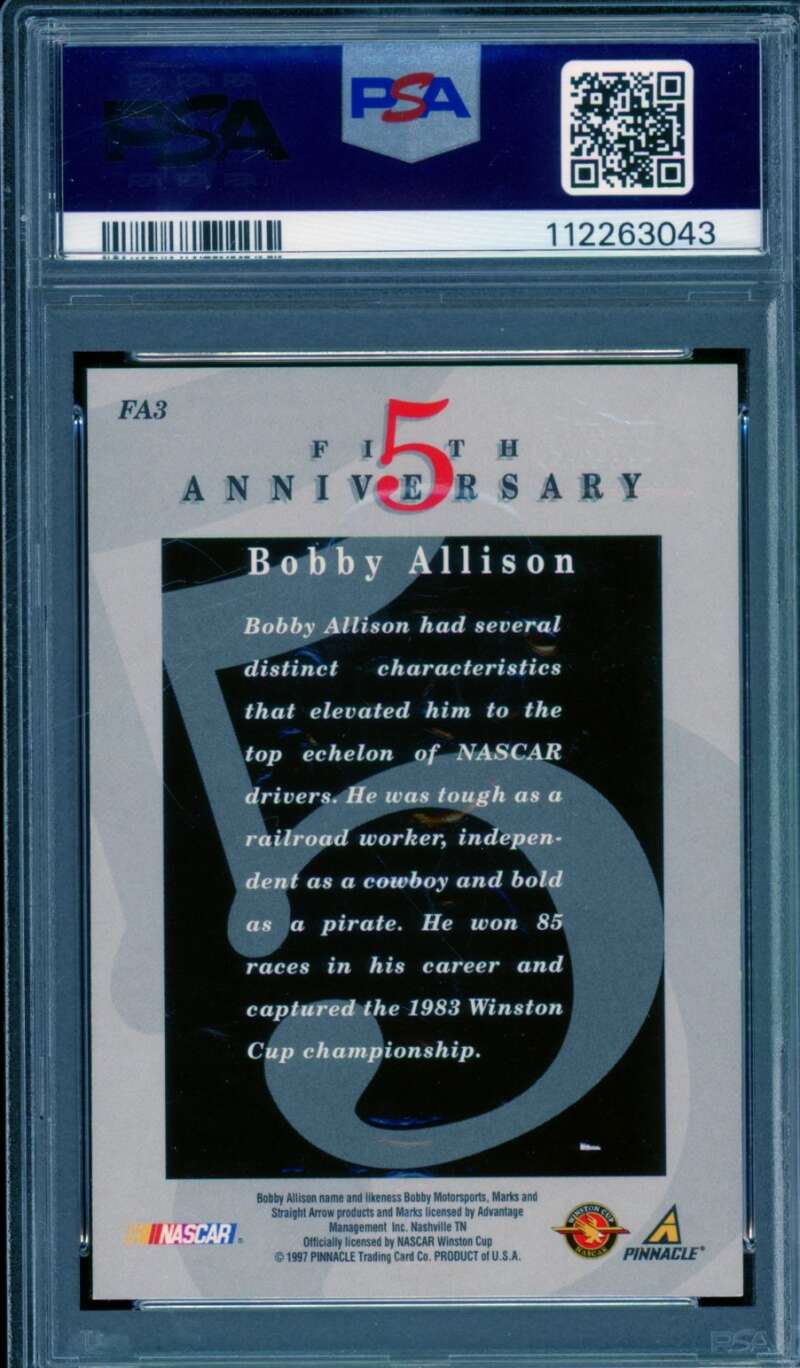 PSA
PSA
112263043
FA3
5
FIFTH
ANNIVERSARY
Bobby Allison
Bobby Allison had several
distinct characteristics
that elevated him to the
top echelon of NASCAR
drivers. He was tough as a
railroad worker, indepen-
dent as a cowboy and bold
as a pirate. He won 85
races in his career and
captured the 1983 Winston
Cup championship.
Bobby Allison name and likeness Bobby Motorsports, Marks and
Straight Arrow products and Marks licensed by Advantage
Management Inc. Nashville TN
Officially licensed by NASCAR Winston Cup
© 1997 PINNACLE Trading Card Co. PRODUCT of U.S.A.
NASCAR®
WINSTON CUP
NASCAR
PINNACLE®
PSA